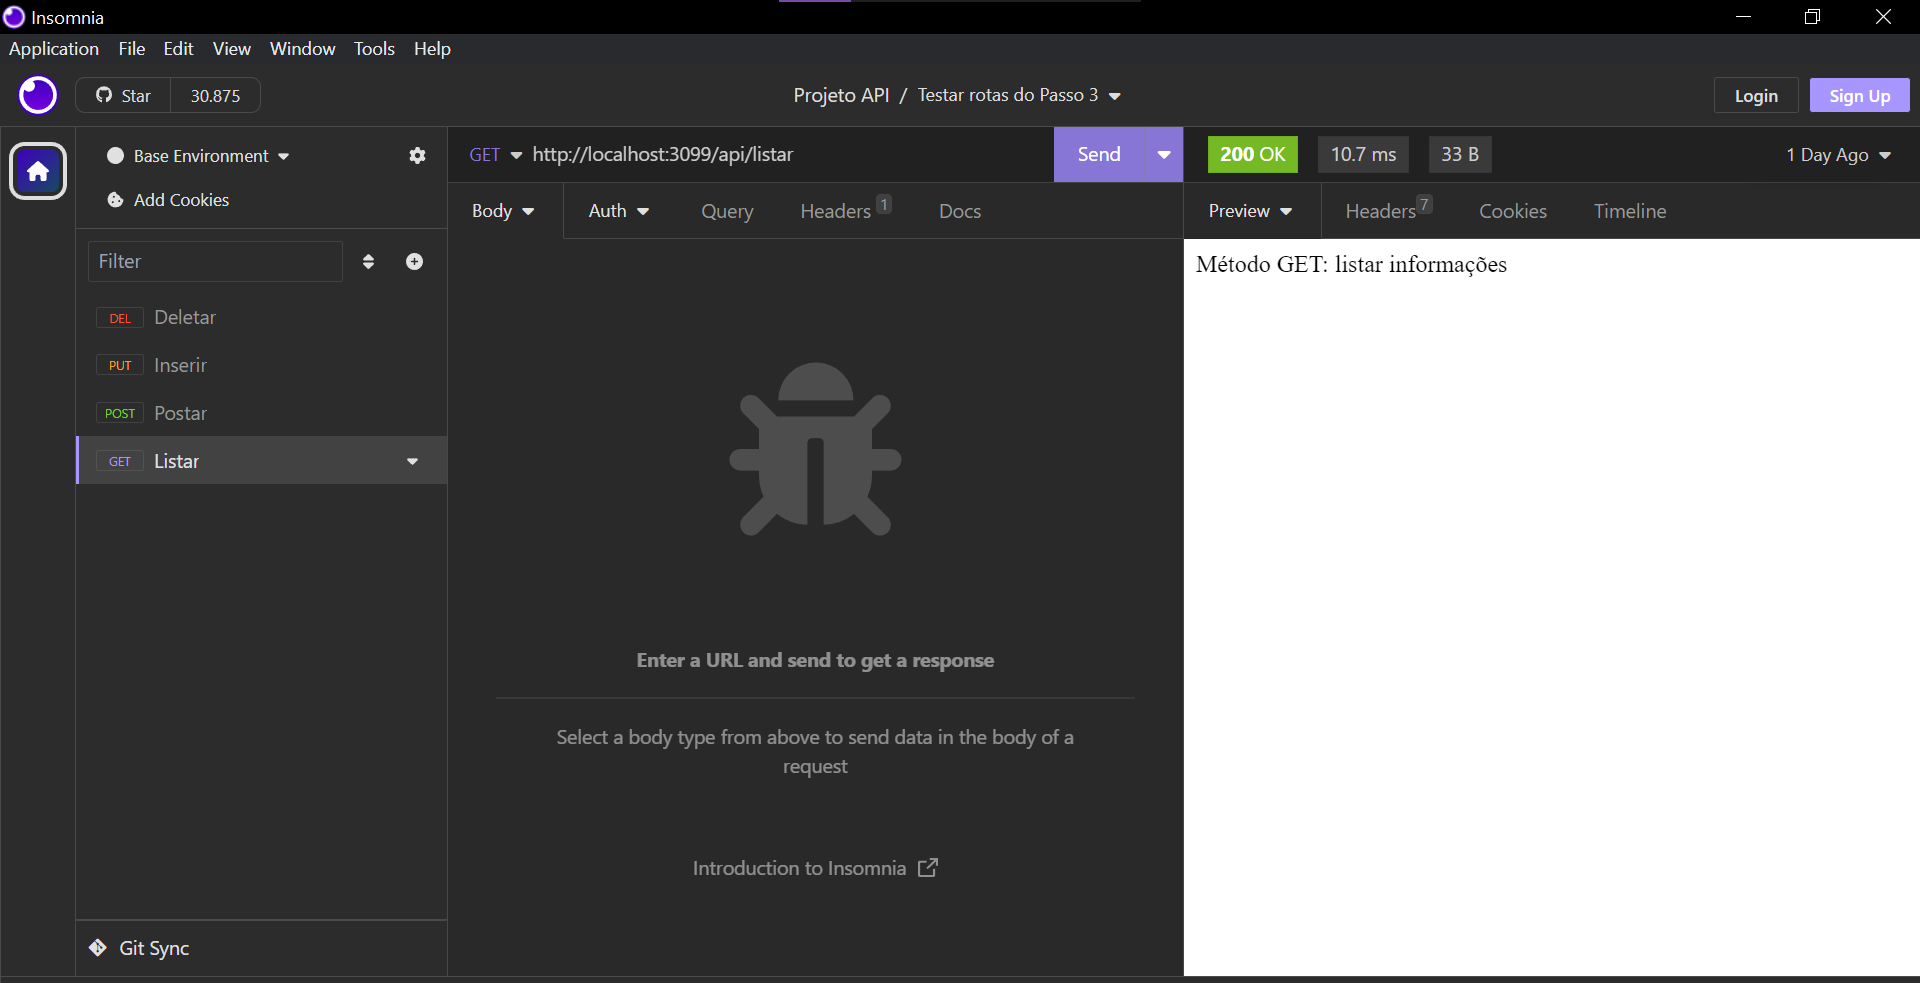 Insomnia
Application File Edit View Window Tools Help
Star 30.875
Projeto API / Testar rotas do Passo 3
Login Sign Up
Base Environment
Add Cookies
Filter
DEL Deletar
PUT Inserir
POST Postar
GET Listar
Git Sync
GET http://localhost:3099/api/listar Send
Body Auth Query Headers 1 Docs
Enter a URL and send to get a response
Select a body type from above to send data in the body of a
request
Introduction to Insomnia
200 OK 10.7 ms 33 B 1 Day Ago
Preview Headers 7 Cookies Timeline
Método GET: listar informações